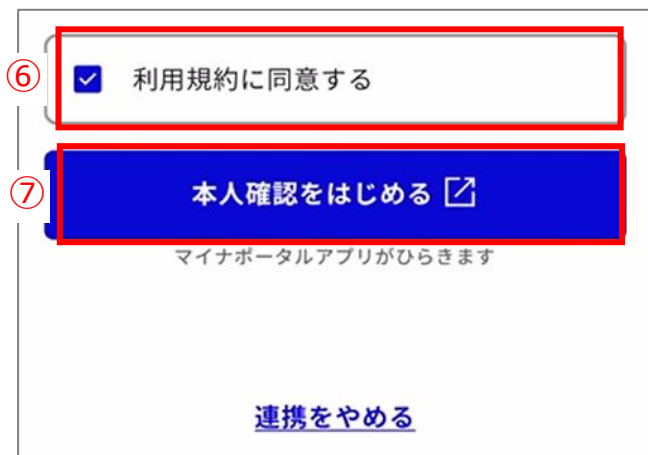 ⑥ 利用規約に同意する
⑦ 本人確認をはじめる
マイナポータルアプリがひらきます
連携をやめる